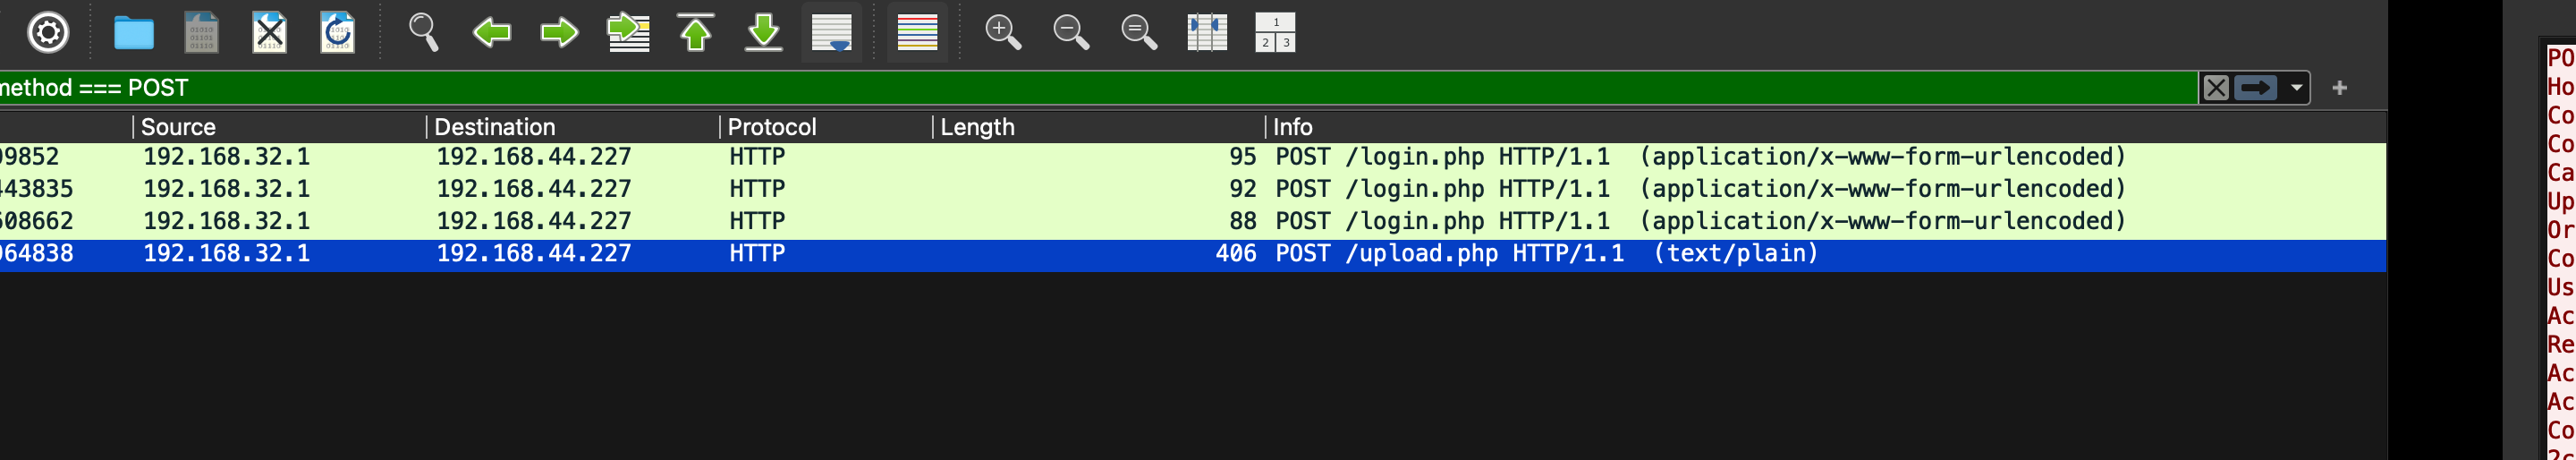 method === POST
Source Destination Protocol Length Info
99852 192.168.32.1 192.168.44.227 HTTP 95 POST /login.php HTTP/1.1 (application/x-www-form-urlencoded)
443835 192.168.32.1 192.168.44.227 HTTP 92 POST /login.php HTTP/1.1 (application/x-www-form-urlencoded)
508662 192.168.32.1 192.168.44.227 HTTP 88 POST /login.php HTTP/1.1 (application/x-www-form-urlencoded)
964838 192.168.32.1 192.168.44.227 HTTP 406 POST /upload.php HTTP/1.1 (text/plain)
PO
Ho
Co
Co
Ca
Up
Or
Co
Us
Ac
Re
Ac
Ac
Co